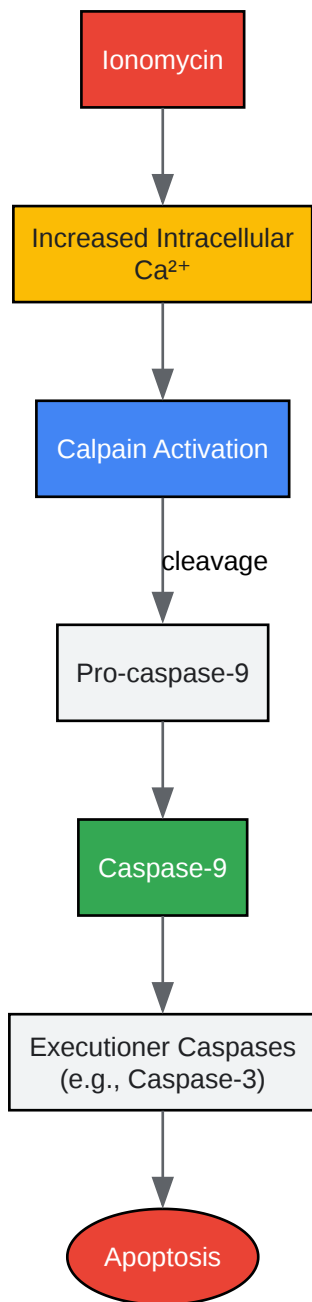 Ionomycin
Increased Intracellular
Ca²⁺
Calpain Activation
cleavage
Pro-caspase-9
Caspase-9
Executioner Caspases
(e.g., Caspase-3)
Apoptosis